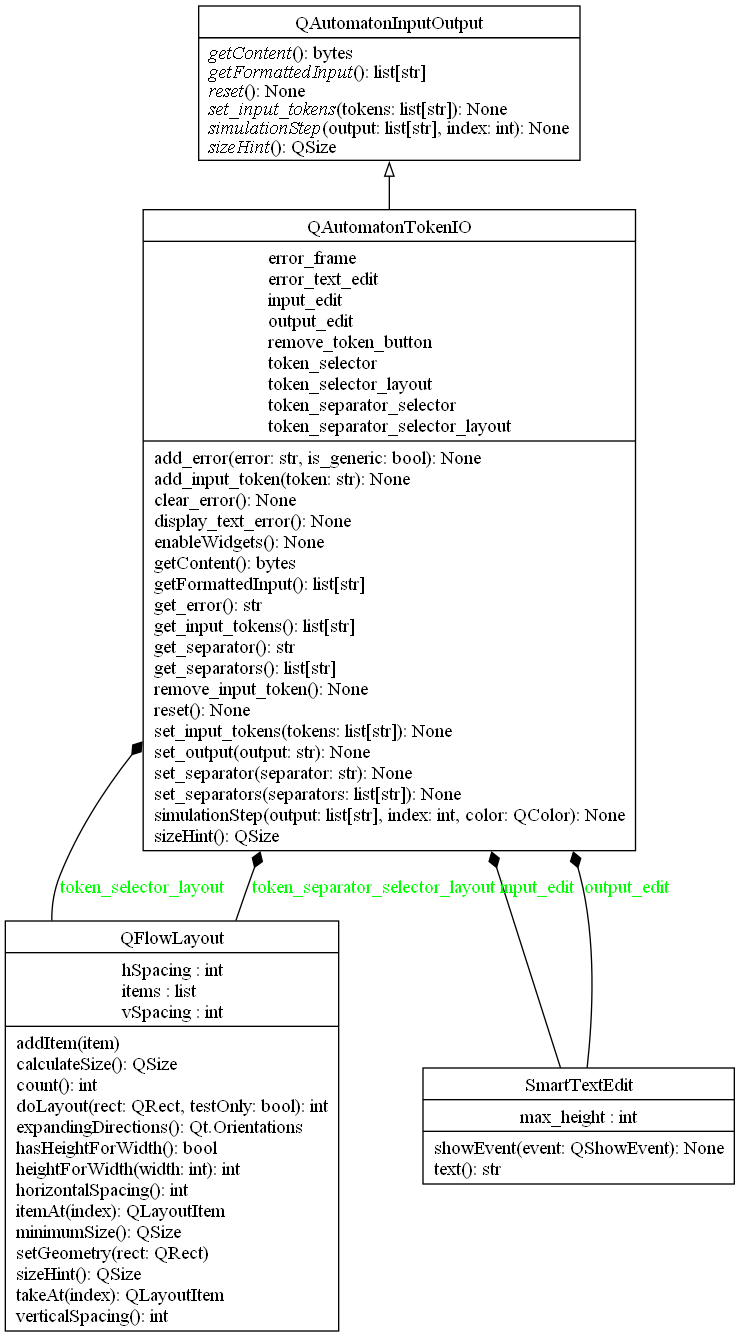 QAutomatonInputOutput
getContent(): bytes
getFormattedInput(): list[str]
reset(): None
set_input_tokens(tokens: list[str]): None
simulationStep(output: list[str], index: int): None
sizeHint(): QSize
QAutomatonTokenIO
error_frame
error_text_edit
input_edit
output_edit
remove_token_button
token_selector
token_selector_layout
token_separator_selector
token_separator_selector_layout
add_error(error: str, is_generic: bool): None
add_input_token(token: str): None
clear_error(): None
display_text_error(): None
enableWidgets(): None
getContent(): bytes
getFormattedInput(): list[str]
get_error(): str
get_input_tokens(): list[str]
get_separator(): str
get_separators(): list[str]
remove_input_token(): None
reset(): None
set_input_tokens(tokens: list[str]): None
set_output(output: str): None
set_separator(separator: str): None
set_separators(separators: list[str]): None
simulationStep(output: list[str], index: int, color: QColor): None
sizeHint(): QSize
token_selector_layout token_separator_selector_layout input_edit output_edit
QFlowLayout
hSpacing : int
items : list
vSpacing : int
addItem(item)
calculateSize(): QSize
count(): int
doLayout(rect: QRect, testOnly: bool): int
expandingDirections(): Qt.Orientations
hasHeightForWidth(): bool
heightForWidth(width: int): int
horizontalSpacing(): int
itemAt(index): QLayoutItem
minimumSize(): QSize
setGeometry(rect: QRect)
sizeHint(): QSize
takeAt(index): QLayoutItem
verticalSpacing(): int
SmartTextEdit
max_height : int
showEvent(event: QShowEvent): None
text(): str